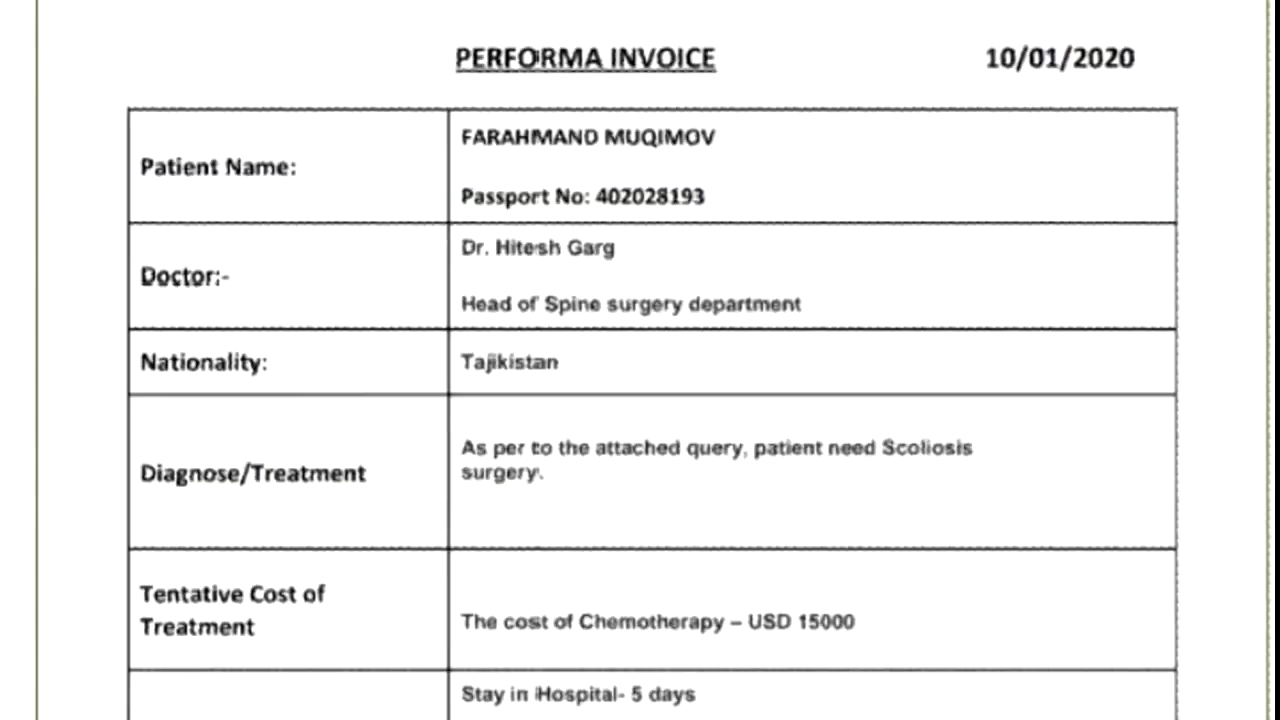 PERFORMA INVOICE 10/01/2020
Patient Name:
FARAHMAND MUQIMOV
Passport No: 402028193
Doctor:-
Dr. Hitesh Garg
Head of Spine surgery department
Nationality:
Tajikistan
Diagnose/Treatment
As per to the attached query, patient need Scoliosis
surgery.
Tentative Cost of
Treatment
The cost of Chemotherapy – USD 15000
Stay in Hospital- 5 days